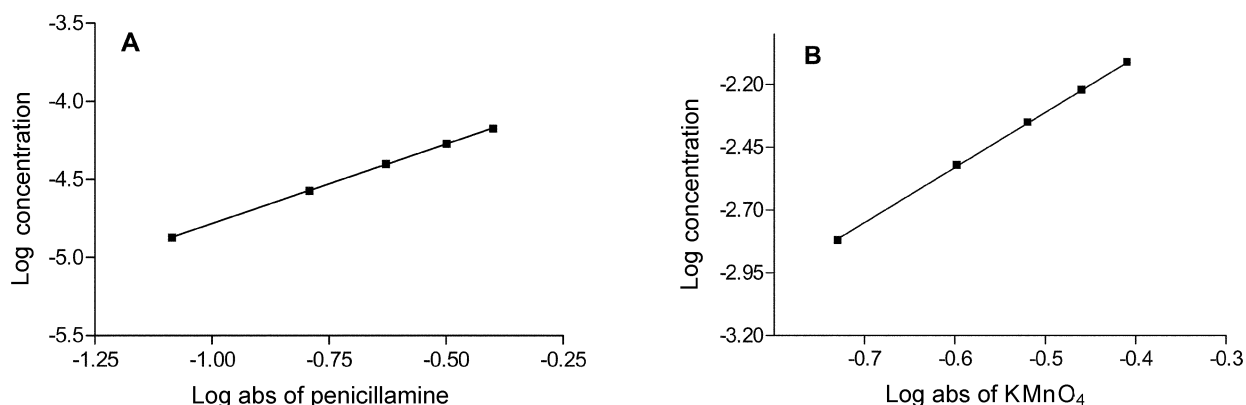 A
-3.5
-4.0
-4.5
-5.0
-5.5
-1.25 -1.00 -0.75 -0.50 -0.25
Log concentration
Log abs of penicillamine
B
-2.20
-2.45
-2.70
-2.95
-3.20
-0.7 -0.6 -0.5 -0.4 -0.3
Log concentration
Log abs of KMnO₄